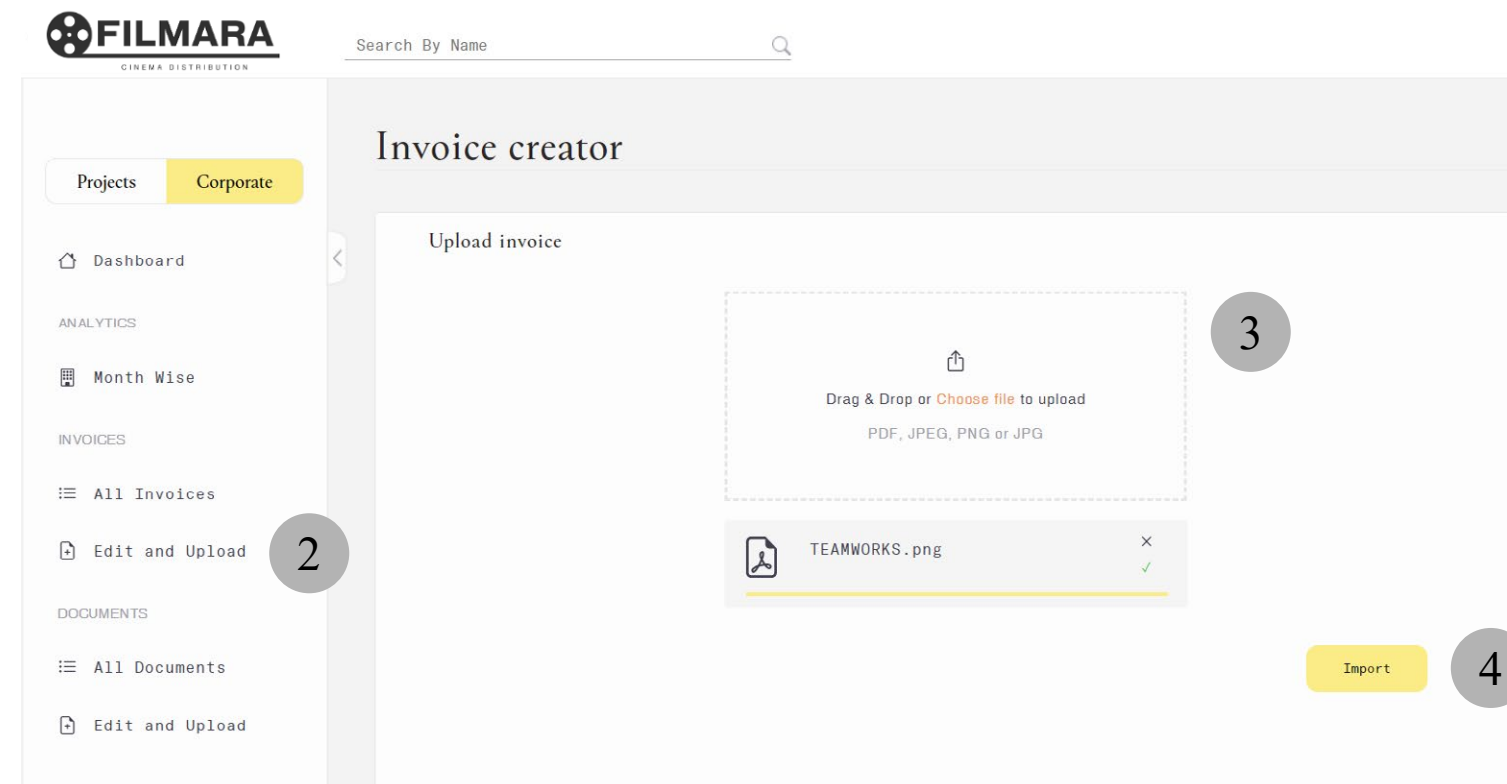 FILMARA
CINEMA DISTRIBUTION
Search By Name
Invoice creator
Projects
Corporate
Upload invoice
Dashboard
ANALYTICS
3
Month Wise
Drag & Drop or Choose file to upload
PDF, JPEG, PNG or JPG
INVOICES
All Invoices
Edit and Upload
2
TEAMWORKS.png
DOCUMENTS
All Documents
Import
4
Edit and Upload